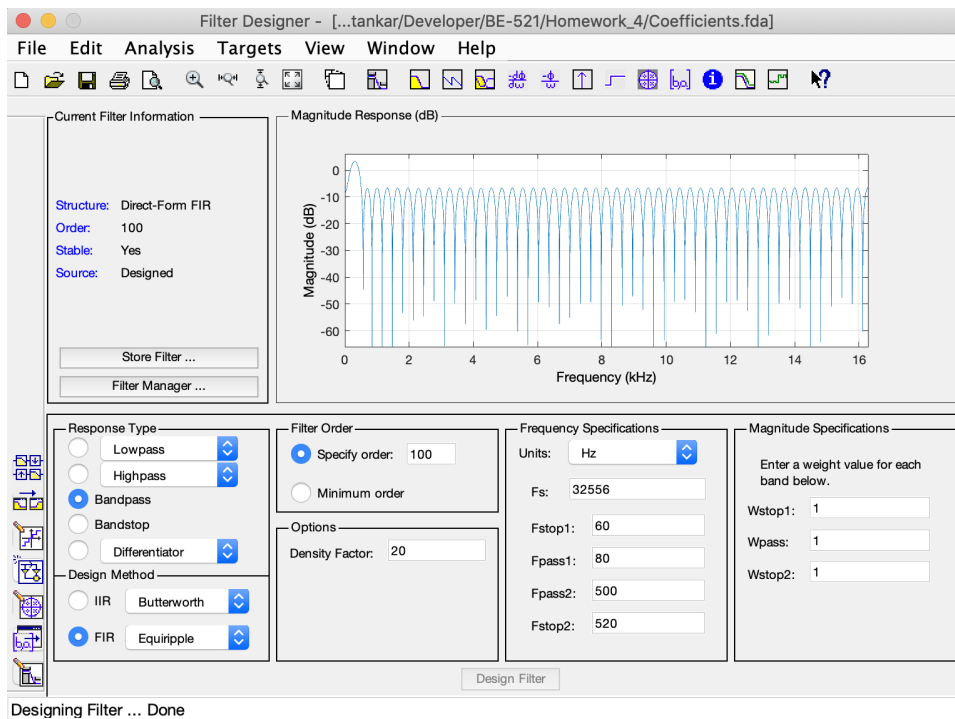 Filter Designer - [...tankar/Developer/BE-521/Homework_4/Coefficients.fda]
File Edit Analysis Targets View Window Help
Current Filter Information
Structure: Direct-Form FIR
Order: 100
Stable: Yes
Source: Designed
Store Filter ...
Filter Manager ...
Magnitude Response (dB)
Magnitude (dB)
0
-10
-20
-30
-40
-50
-60
0 2 4 6 8 10 12 14 16
Frequency (kHz)
Response Type
Lowpass
Highpass
Bandpass
Bandstop
Differentiator
Design Method
IIR Butterworth
FIR Equiripple
Filter Order
Specify order: 100
Minimum order
Options
Density Factor: 20
Frequency Specifications
Units: Hz
Fs: 32556
Fstop1: 60
Fpass1: 80
Fpass2: 500
Fstop2: 520
Magnitude Specifications
Enter a weight value for each
band below.
Wstop1: 1
Wpass: 1
Wstop2: 1
Design Filter
Designing Filter ... Done